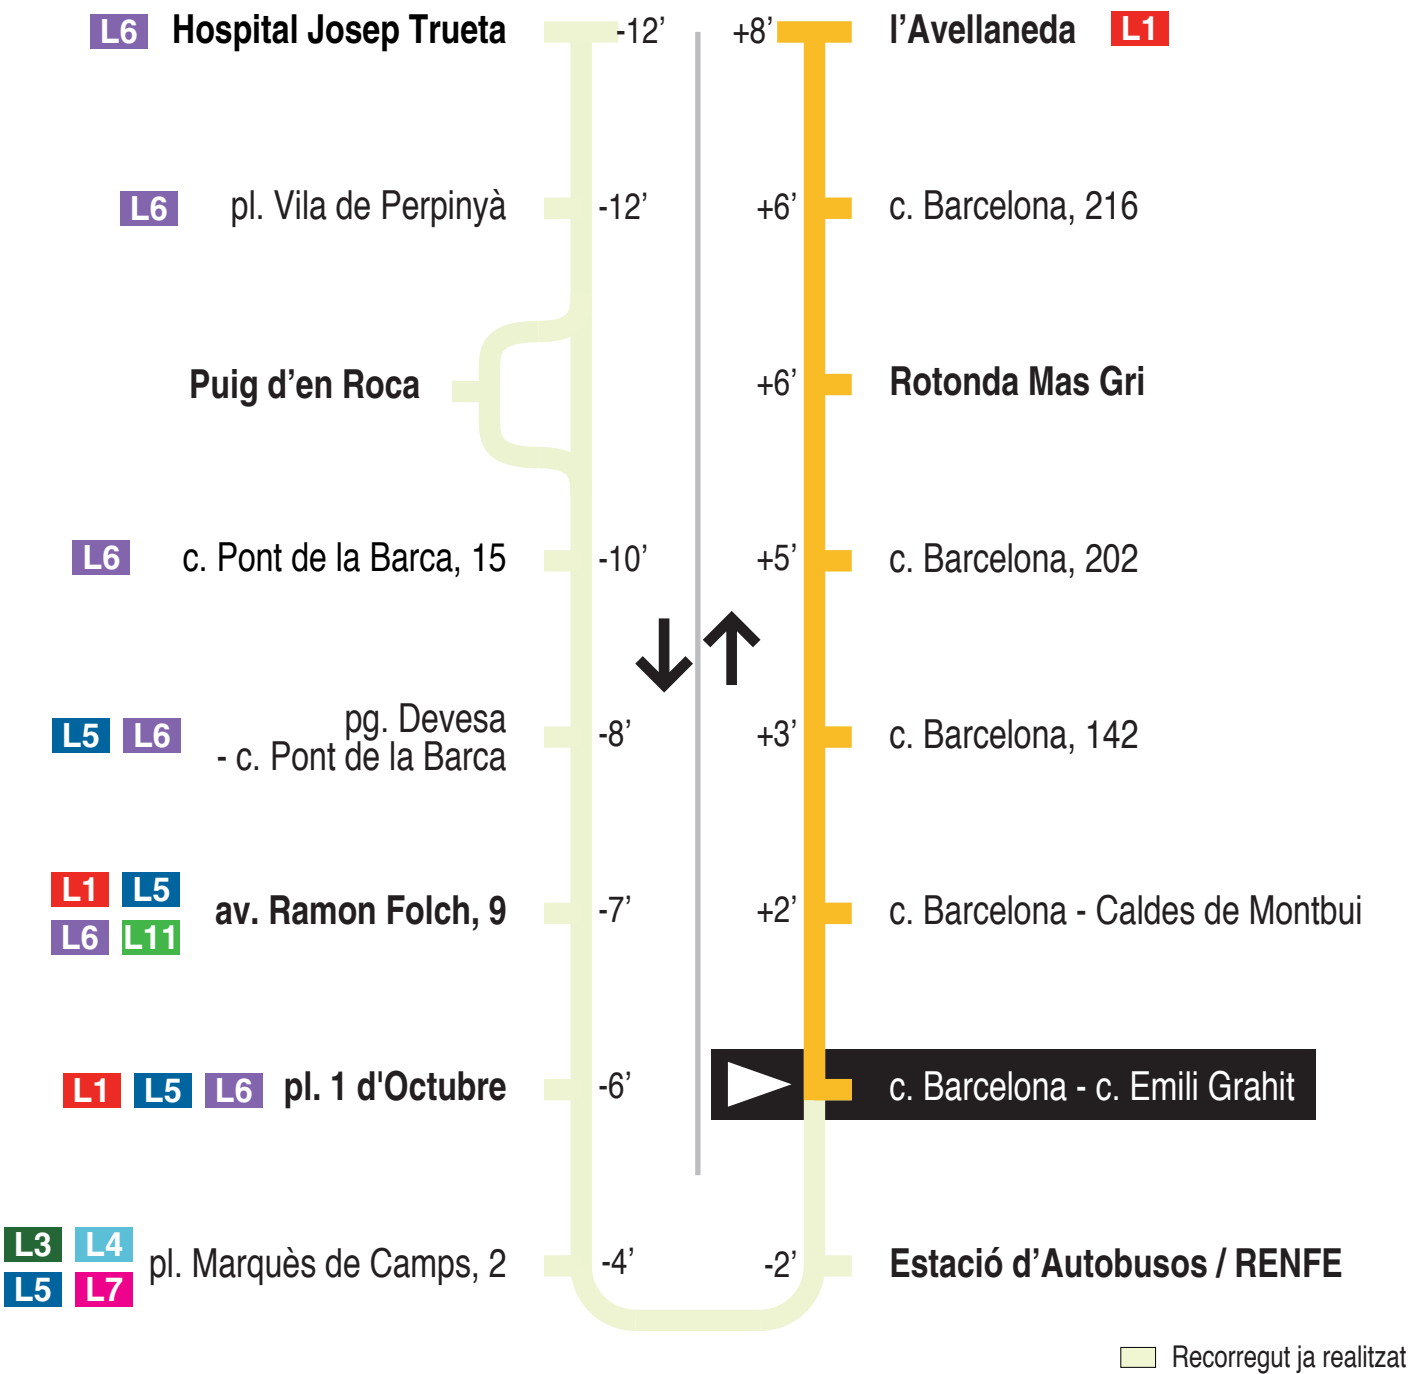 L6 Hospital Josep Trueta -12’
L6 pl. Vila de Perpinyà -12’
Puig d’en Roca
L6 c. Pont de la Barca, 15 -10’
L5 L6 pg. Devesa
- c. Pont de la Barca -8’
L1 L5
L6 L11
av. Ramon Folch, 9 -7’
L1 L5 L6 pl. 1 d'Octubre -6’
L3 L4
L5 L7
pl. Marquès de Camps, 2 -4’
+8’ l’Avellaneda L1
+6’ c. Barcelona, 216
+6’ Rotonda Mas Gri
+5’ c. Barcelona, 202
+3’ c. Barcelona, 142
+2’ c. Barcelona - Caldes de Montbui
c. Barcelona - c. Emili Grahit
-2’ Estació d’Autobusos / RENFE
Recorregut ja realitzat